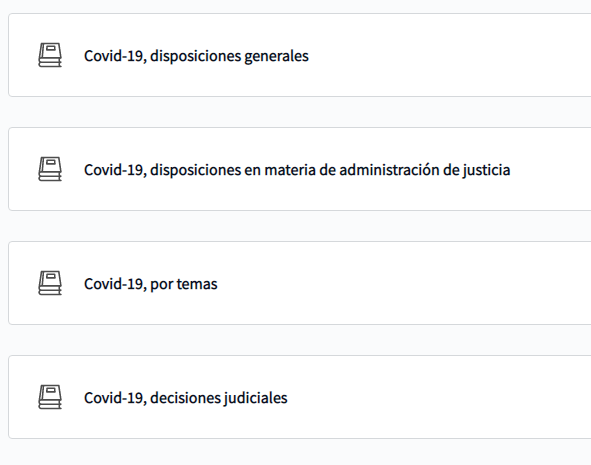 Covid-19, disposiciones generales
Covid-19, disposiciones en materia de administración de justicia
Covid-19, por temas
Covid-19, decisiones judiciales